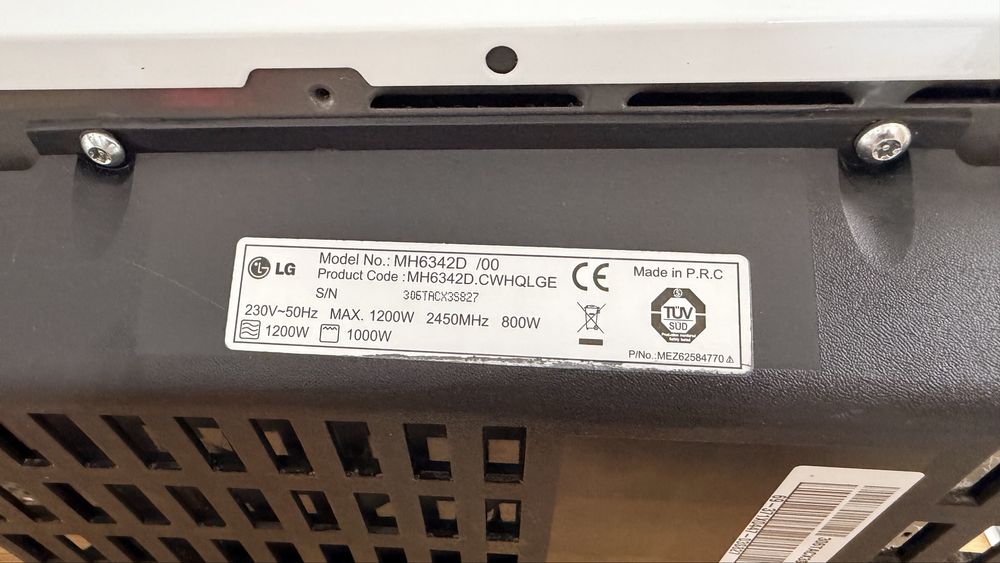 LG
Model No.: MH6342D /00
Product Code : MH6342D.CWHQLGE
S/N 306TACX3S827
230V~50Hz MAX. 1200W 2450MHz 800W
1200W 1000W
CE
Made in P.R.C
TÜV
SÜD
P/No.: MEZ62584770